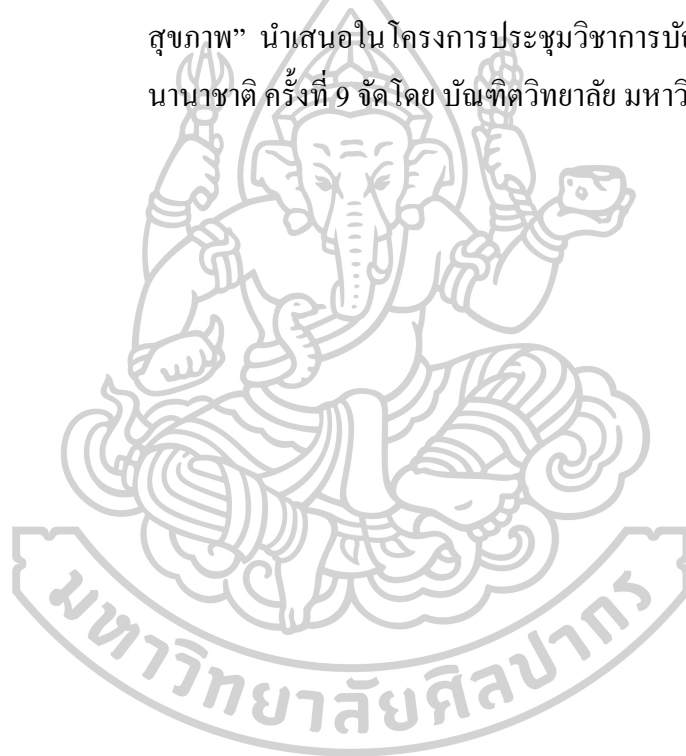 สุขภาพ” นำเสนอในโครงการประชุมวิชาการบั
นานาชาติ ครั้งที่ 9 จัดโดย บัณฑิตวิทยาลัย มหาวิ
มหาวิทยาลัยศิลปากร